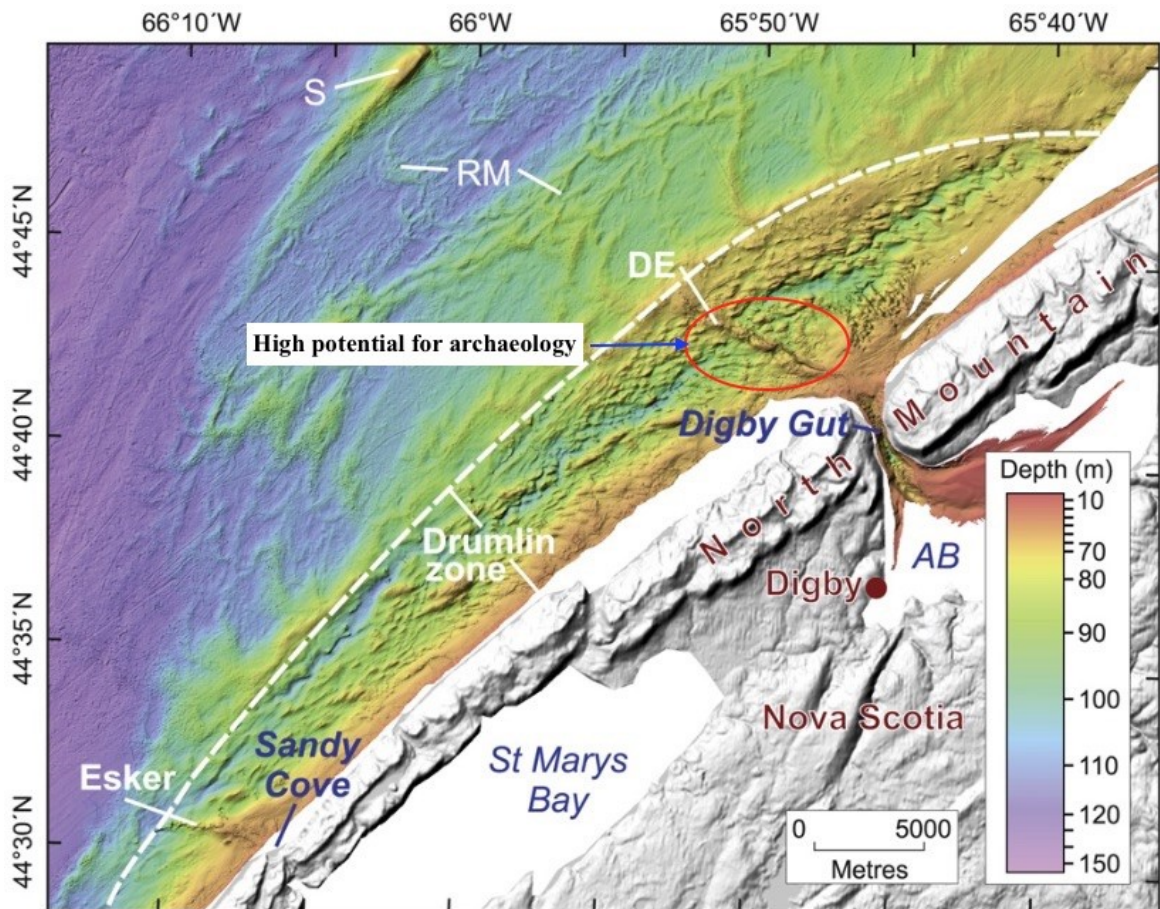 66°10´W
66°W
65°50´W
65°40´W
S
RM
44°45´N
DE
High potential for archaeology
44°40´N
Digby Gut
North Mountain
Depth (m)
10
70
80
90
100
110
120
150
Drumlin
zone
AB
Digby
44°35´N
Nova Scotia
Sandy
Cove
St Marys
Bay
Esker
44°30´N
0 5000
Metres